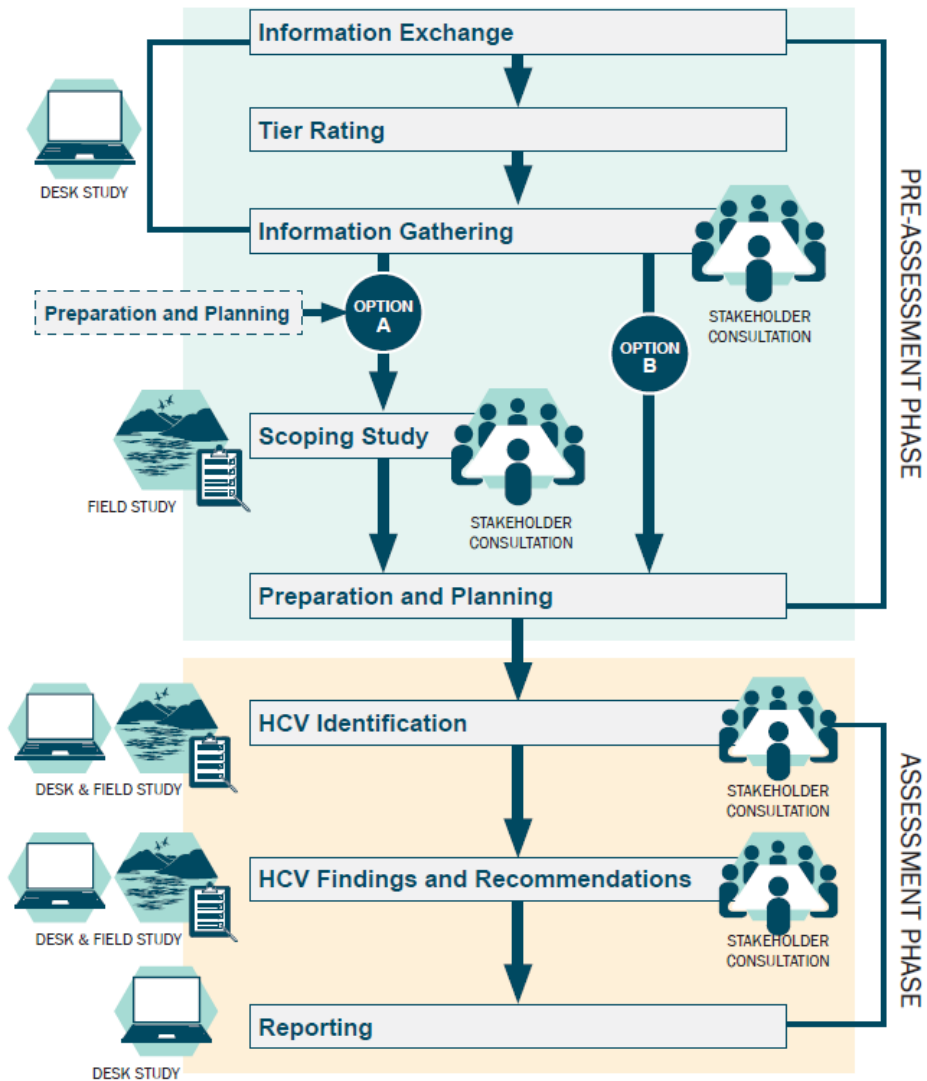 Information Exchange
Tier Rating
DESK STUDY
Information Gathering
STAKEHOLDER
CONSULTATION
Preparation and Planning
OPTION
A
OPTION
B
Scoping Study
FIELD STUDY
STAKEHOLDER
CONSULTATION
Preparation and Planning
PRE-ASSESSMENT PHASE
HCV Identification
DESK & FIELD STUDY
STAKEHOLDER
CONSULTATION
HCV Findings and Recommendations
DESK & FIELD STUDY
STAKEHOLDER
CONSULTATION
Reporting
DESK STUDY
ASSESSMENT PHASE